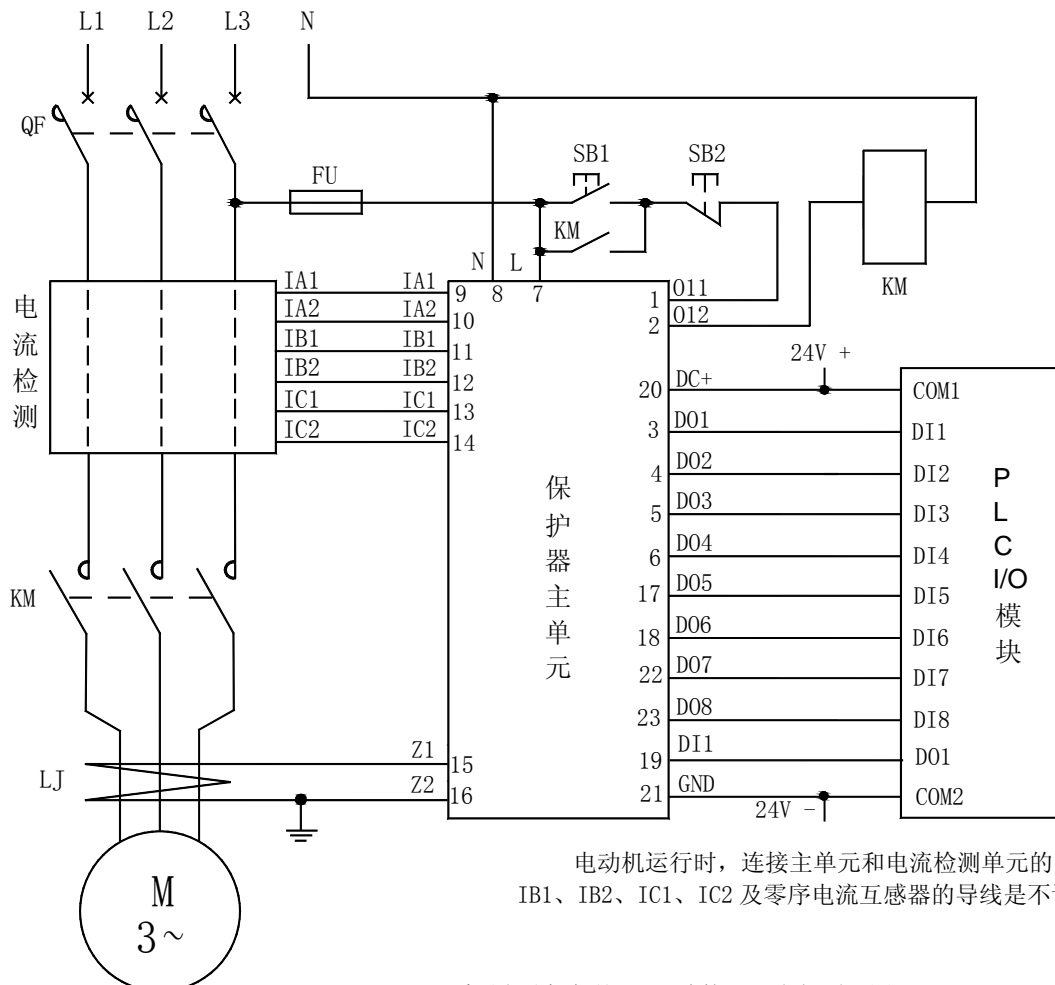 L1 L2 L3 N
QF
FU
SB1 SB2
KM
N L
KM
电流检测
IA1 IA1 9 8 7
IA2 IA2 10
IB1 IB1 11
IB2 IB2 12
IC1 IC1 13
IC2 IC2 14
1 O11
2 O12
24V +
20 DC+ COM1
3 DO1 DI1
4 DO2 DI2
5 DO3 DI3
6 DO4 DI4
17 DO5 DI5
18 DO6 DI6
22 DO7 DI7
23 DO8 DI8
19 DI1 DO1
21 GND COM2
24V -
保护器主单元
PLC
I/O
模块
KM
LJ
Z1 15
Z2 16
M
3~
电动机运行时，连接主单元和电流检测单元的
IB1、IB2、IC1、IC2 及零序电流互感器的导线是不